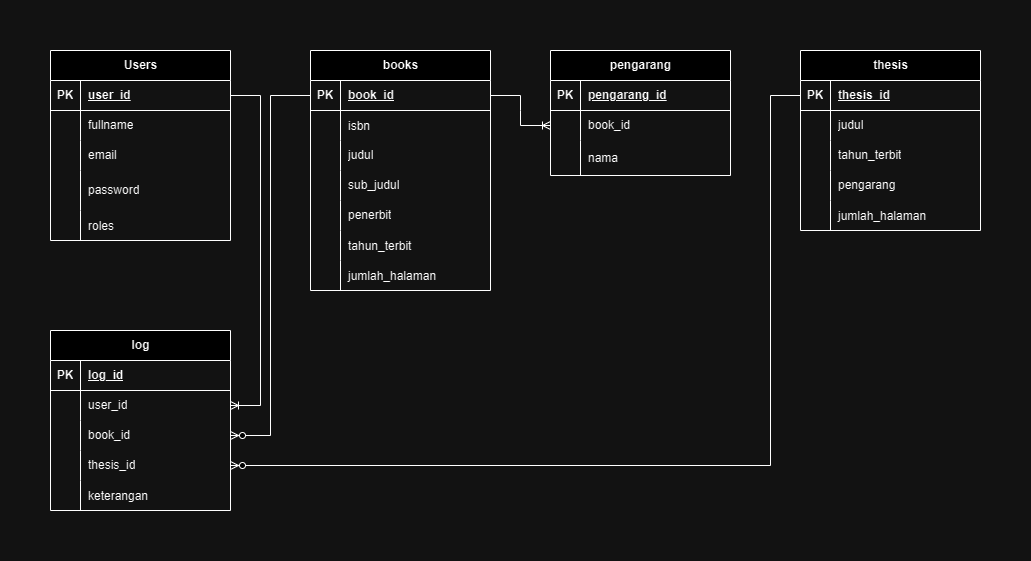 Users
PK user_id
fullname
email
password
roles
books
PK book_id
isbn
judul
sub_judul
penerbit
tahun_terbit
jumlah_halaman
pengarang
PK pengarang_id
book_id
nama
thesis
PK thesis_id
judul
tahun_terbit
pengarang
jumlah_halaman
log
PK log_id
user_id
book_id
thesis_id
keterangan